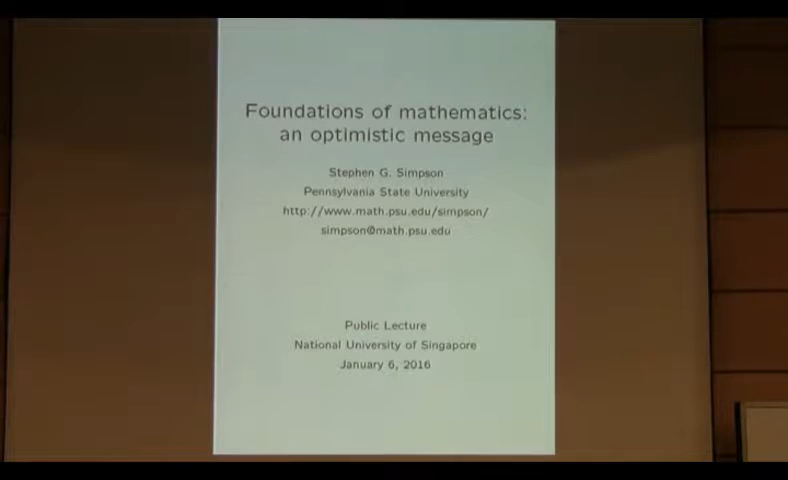 Foundations of mathematics:
an optimistic message
Stephen G. Simpson
Pennsylvania State University
http://www.math.psu.edu/simpson/
simpson@math.psu.edu
Public Lecture
National University of Singapore
January 6, 2016